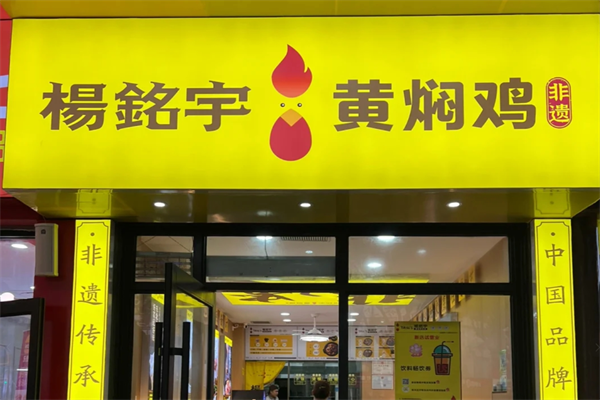 楊銘宇 黄焖鸡 非遗
非遗传承
中国品牌